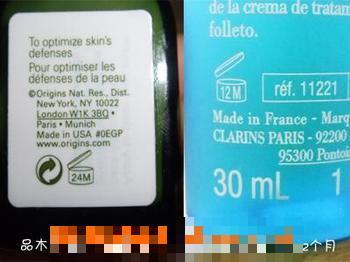 To optimize skin's
defenses
Pour optimiser les
défenses de la peau
©Origins Nat. Res., Dist.
New York, NY 10022
London W1K 3BQ •
Paris • Munich
Made in USA #0EGP
www.origins.com
24M
de la crema de tratam
folleto.
12 M
réf. 11221
Made in France - Marq
CLARINS PARIS - 92200
95300 Pontoi
30 mL 1
品木
2个月